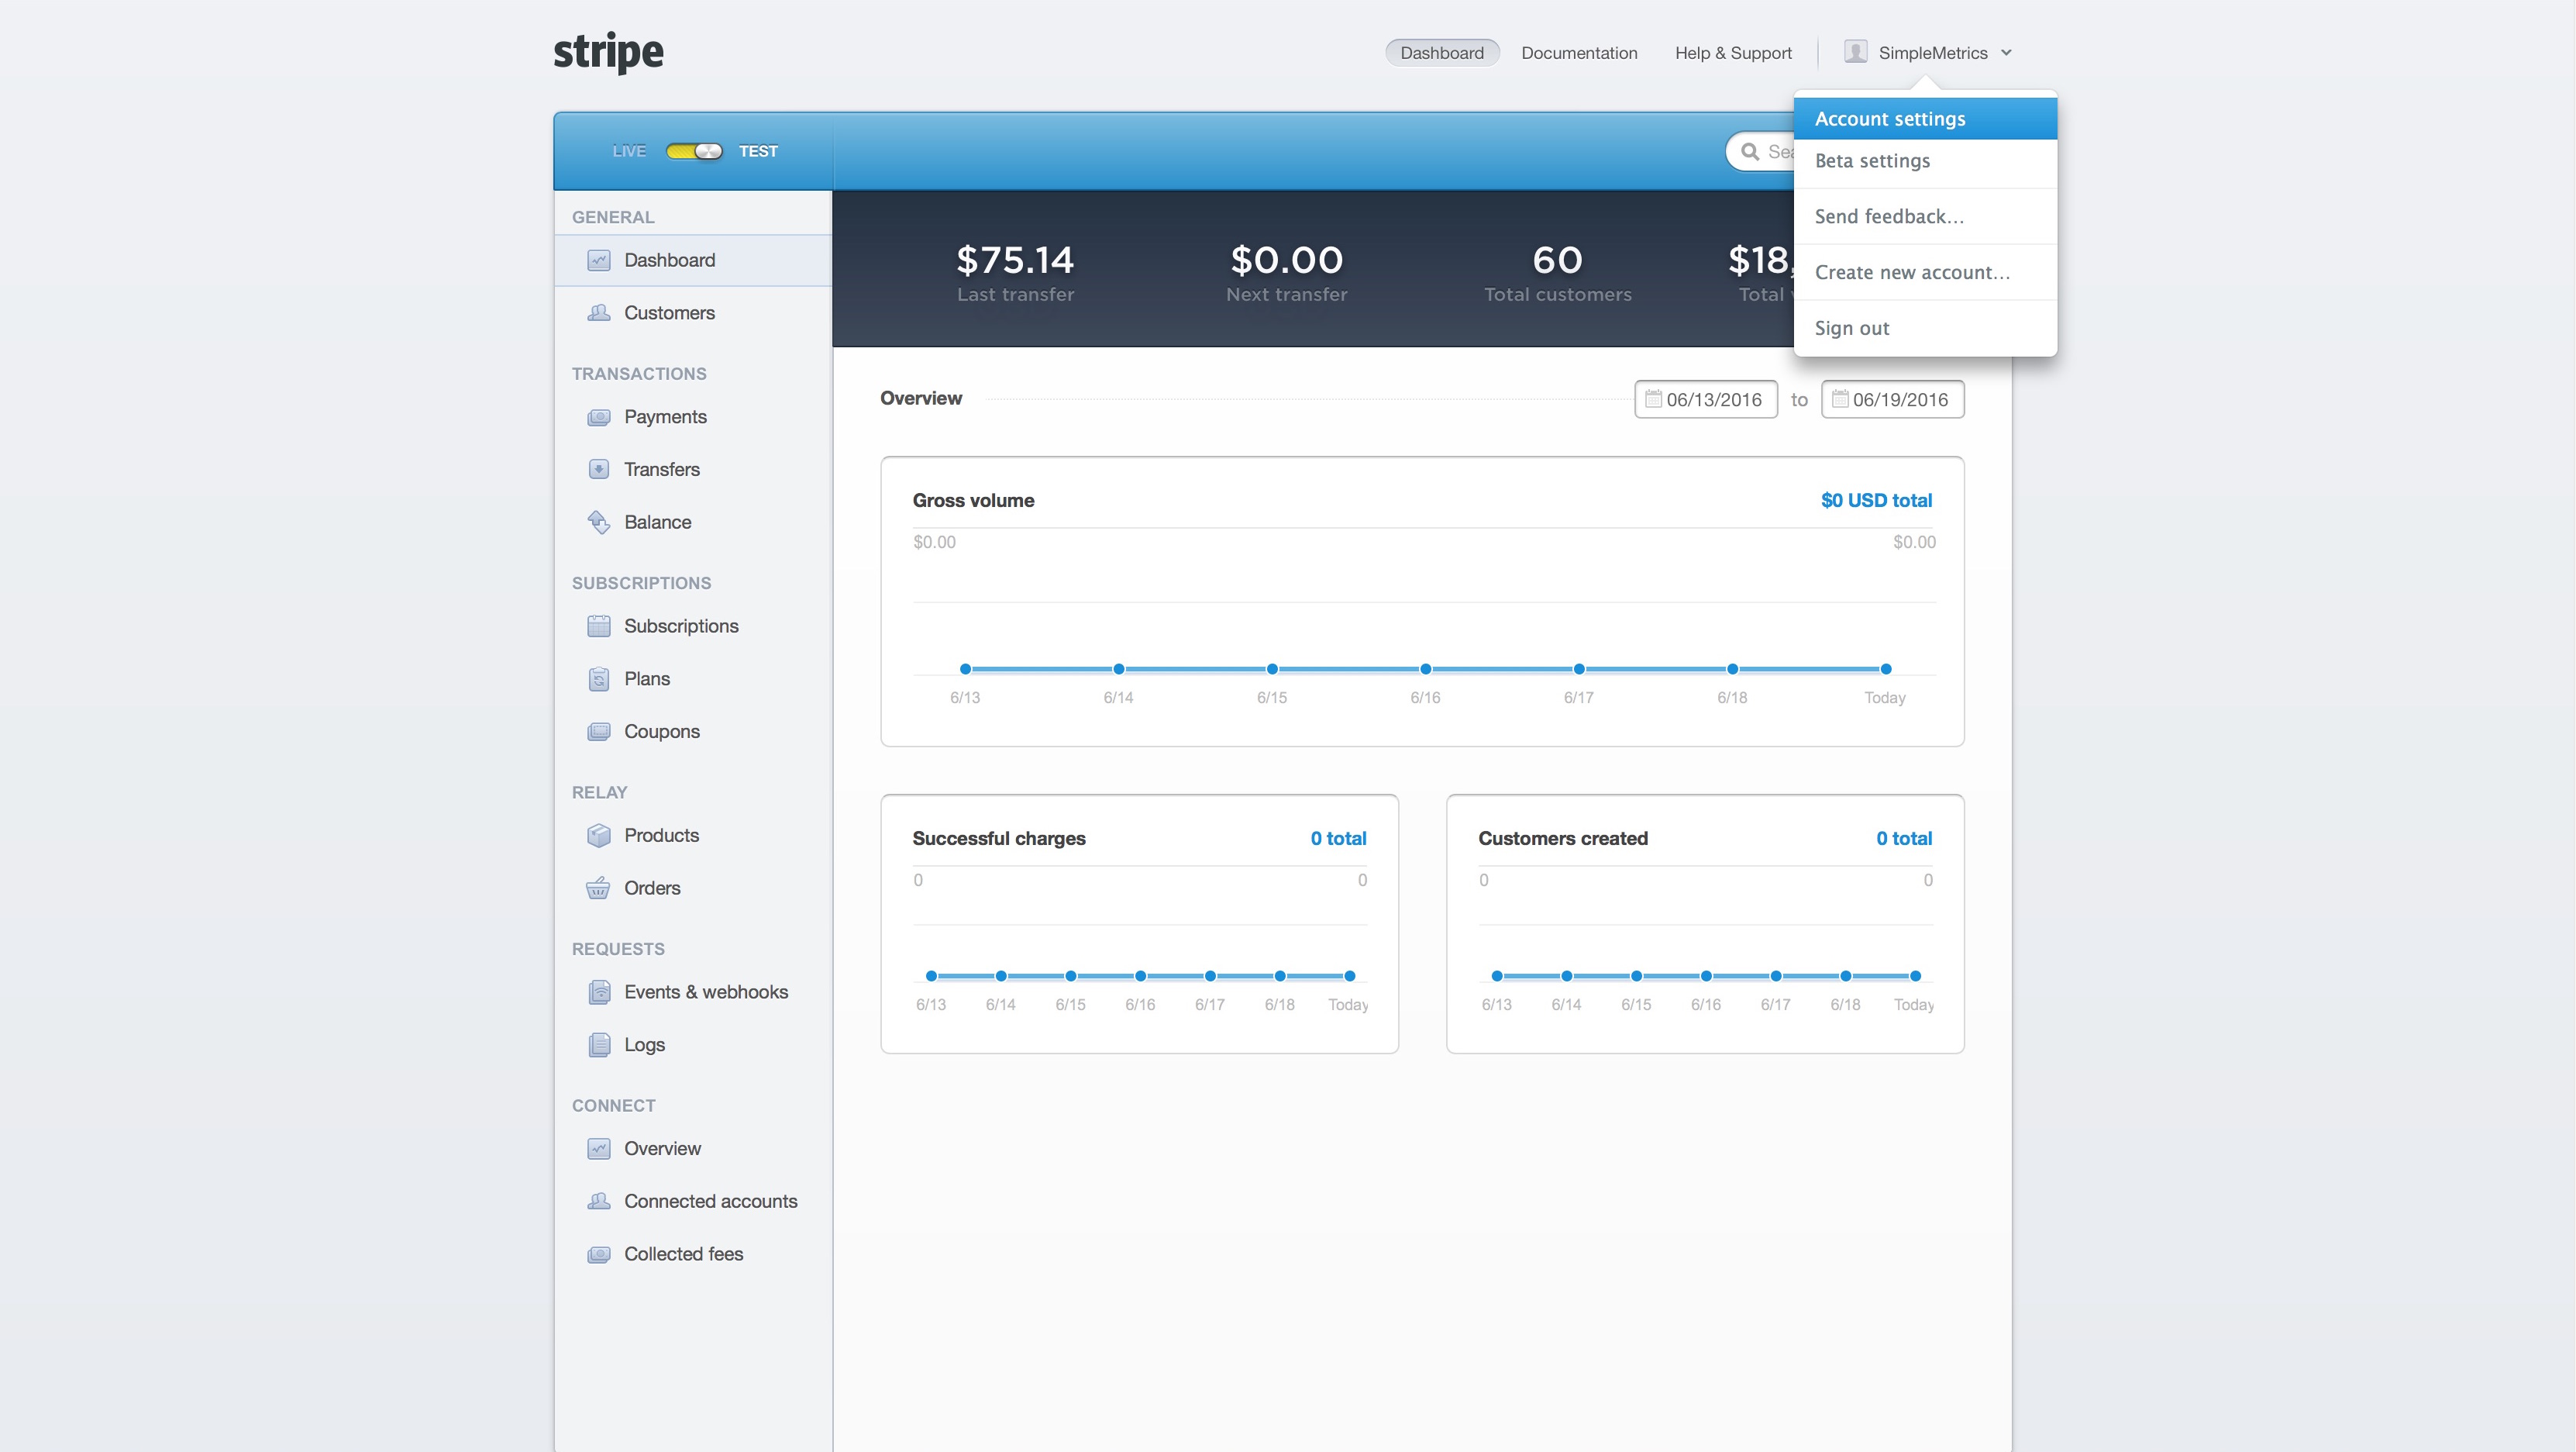 stripe
Dashboard Documentation Help & Support SimpleMetrics
Account settings
Beta settings
Send feedback...
Create new account...
Sign out
LIVE TEST
GENERAL
Dashboard
Customers
TRANSACTIONS
Payments
Transfers
Balance
SUBSCRIPTIONS
Subscriptions
Plans
Coupons
RELAY
Products
Orders
REQUESTS
Events & webhooks
Logs
CONNECT
Overview
Connected accounts
Collected fees
$75.14 $0.00 60 $18,
Last transfer Next transfer Total customers Total
Overview 06/13/2016 to 06/19/2016
Gross volume $0 USD total
$0.00 $0.00
6/13 6/14 6/15 6/16 6/17 6/18 Today
Successful charges 0 total
0 0
6/13 6/14 6/15 6/16 6/17 6/18 Today
Customers created 0 total
0 0
6/13 6/14 6/15 6/16 6/17 6/18 Today